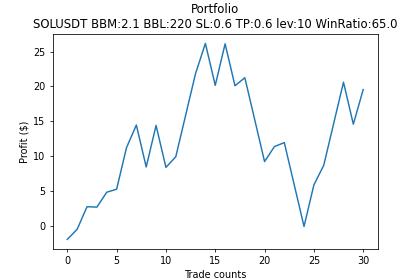 Portfolio
SOLUSDT BBM:2.1 BBL:220 SL:0.6 TP:0.6 lev:10 WinRatio:65.0
25
20
15
10
5
0
Profit ($)
0 5 10 15 20 25 30
Trade counts